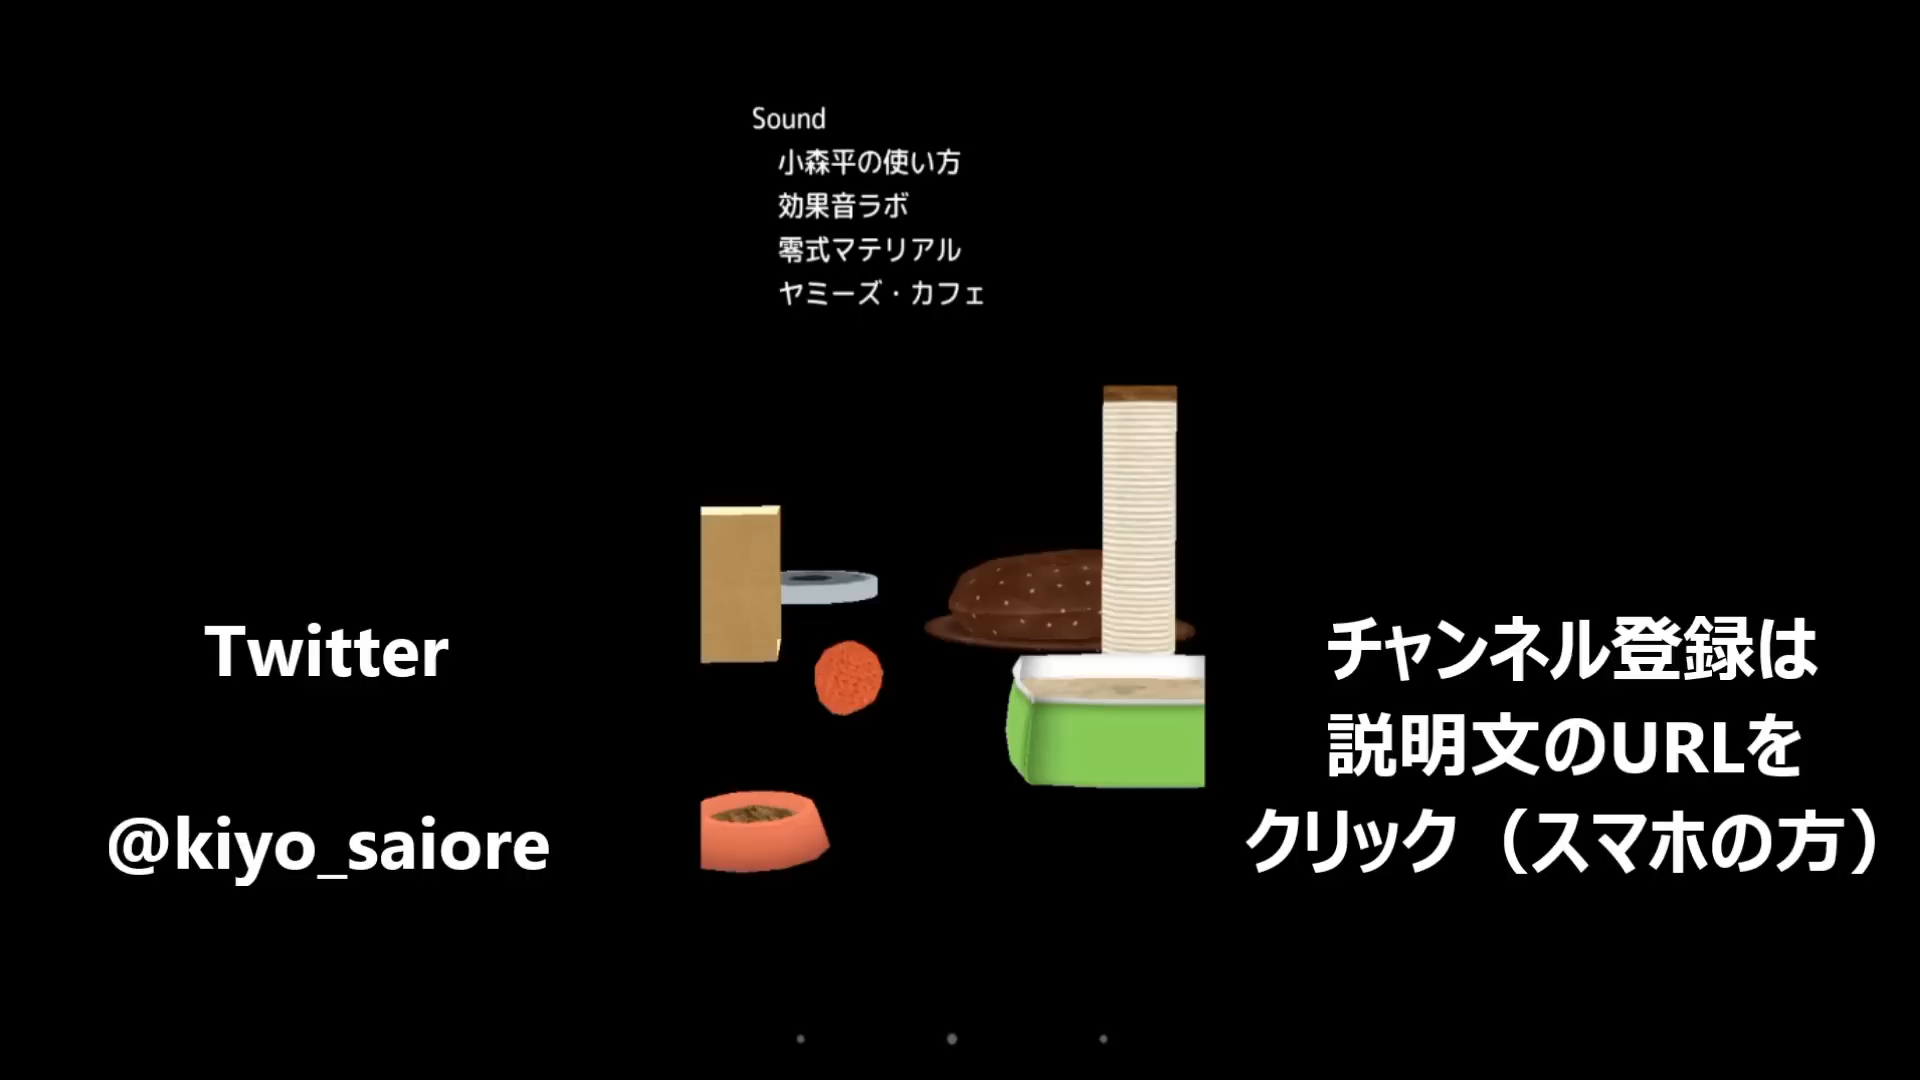 Sound
小森平の使い方
効果音ラボ
零式マテリアル
ヤミーズ・カフェ
Twitter
@kiyo_saiore
チャンネル登録は
説明文のURLを
クリック（スマホの方）